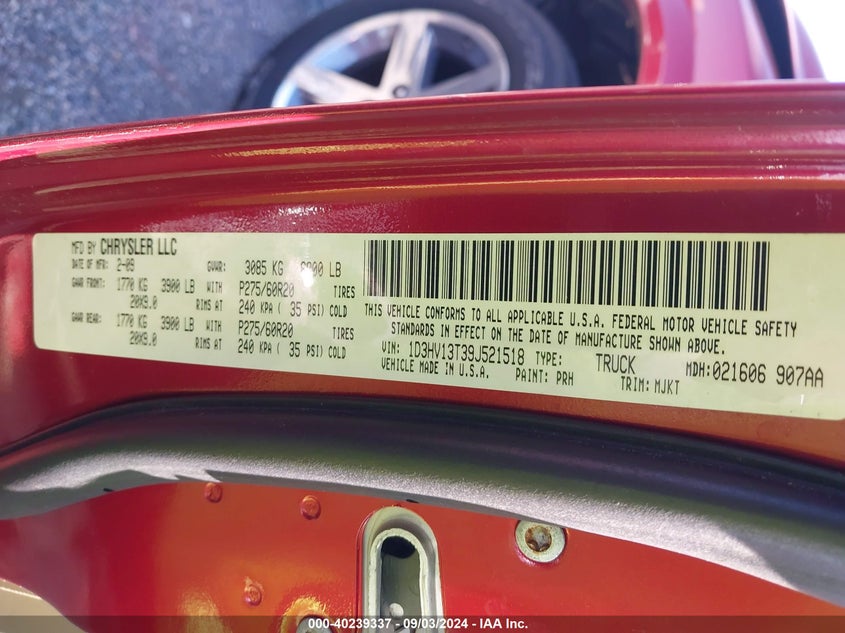 MFD BY CHRYSLER LLC
DATE OF MFR: 2-09 GVWR: 3085 KG LB
GAWR FRONT: 1770 KG 3900 LB WITH P275/60R20 TIRES
20X9.0 RIMS AT 240 KPA ( 35 PSI) COLD
GAWR REAR: 1770 KG 3900 LB WITH P275/60R20 TIRES
20X9.0 RIMS AT 240 KPA ( 35 PSI) COLD
THIS VEHICLE CONFORMS TO ALL APPLICABLE U.S.A. FEDERAL MOTOR VEHICLE SAFETY
STANDARDS IN EFFECT ON THE DATE OF MANUFACTURE SHOWN ABOVE.
VIN: 1D3HV13T39J521518 TYPE: TRUCK MDH:021606 907AA
VEHICLE MADE IN U.S.A. PAINT: PRH TRIM: MJKT
000-40239337 - 09/03/2024 - IAA Inc.